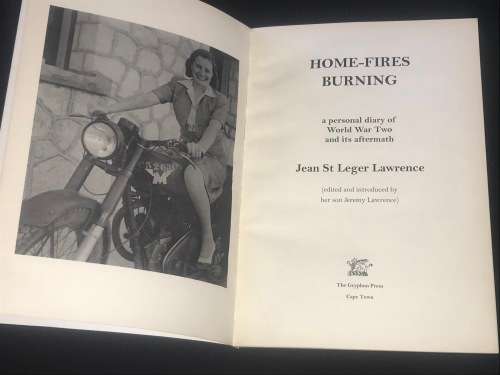 HOME-FIRES
BURNING
a personal diary of
World War Two
and its aftermath
Jean St Leger Lawrence
(edited and introduced by
her son Jeremy Lawrence)
The Gryphon Press
Cape Town